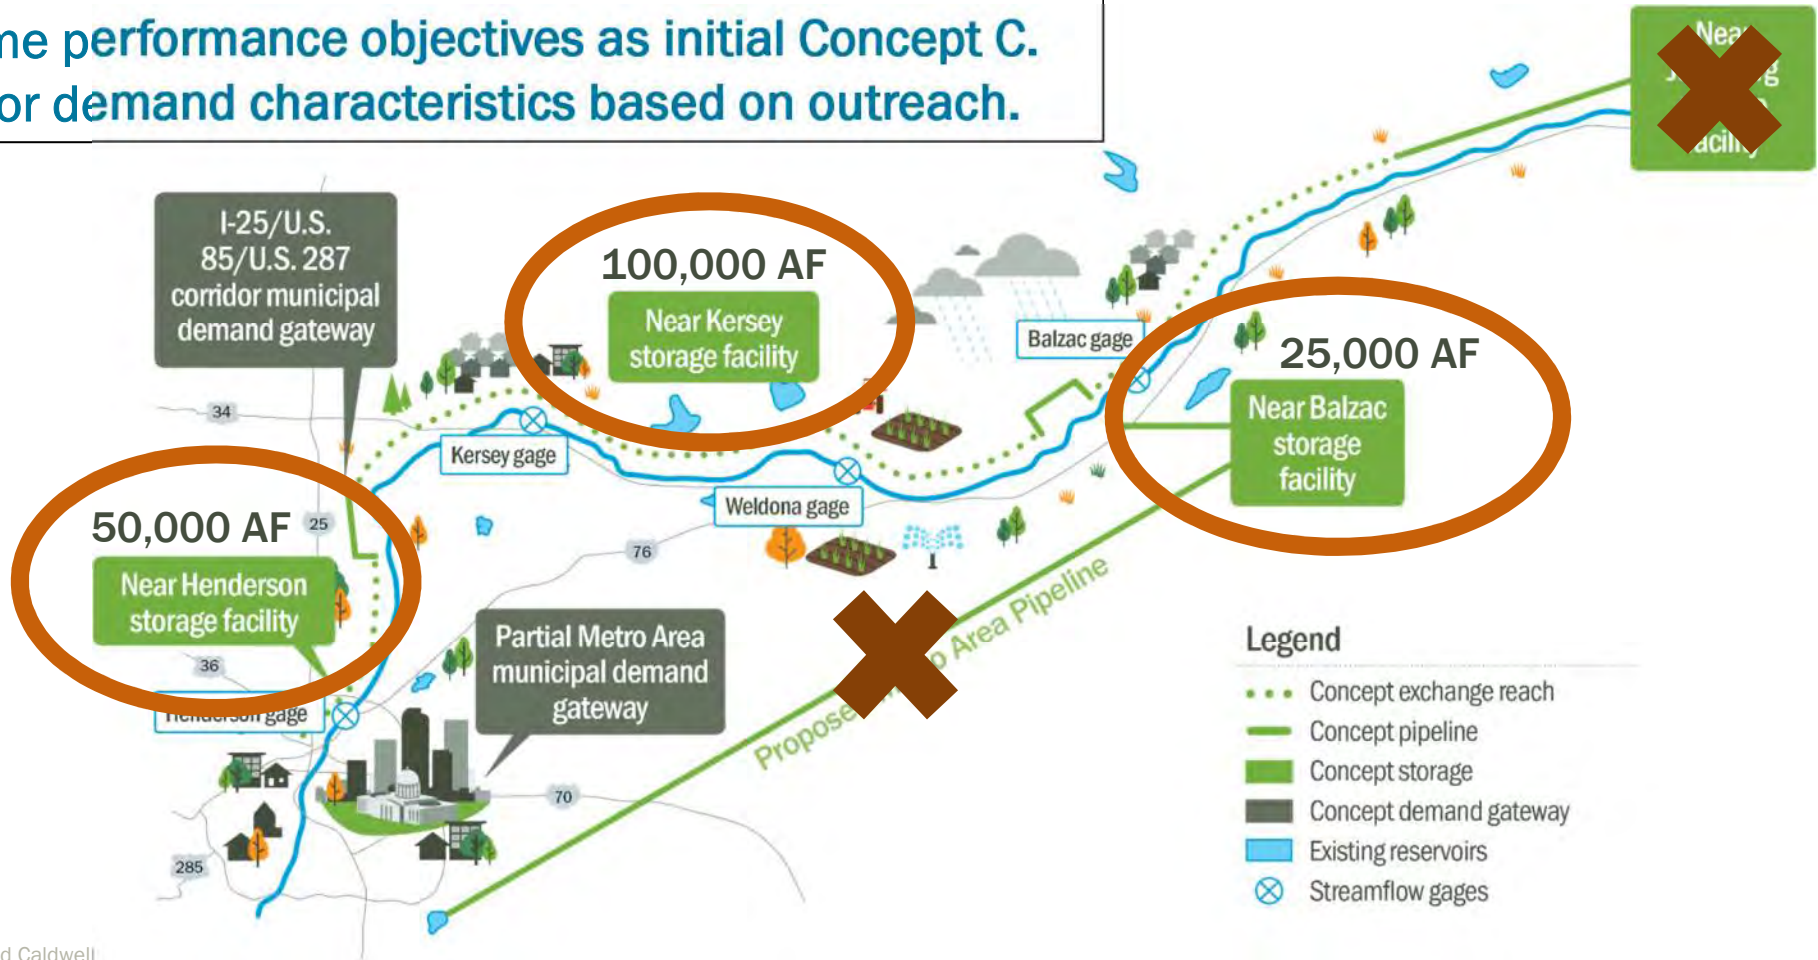 performance objectives as initial Concept C.
or demand characteristics based on outreach.
I-25/U.S.
85/U.S. 287
corridor municipal
demand gateway
100,000 AF
Near Kersey
storage facility
Balzac gage
25,000 AF
Near Balzac
storage
facility
34
Kersey gage
Weldona gage
50,000 AF
25
Near Henderson
storage facility
76
36
Henderson gage
Partial Metro Area
municipal demand
gateway
Area Pipeline
70
285
Legend
Concept exchange reach
Concept pipeline
Concept storage
Concept demand gateway
Existing reservoirs
Streamflow gages
Caldwell